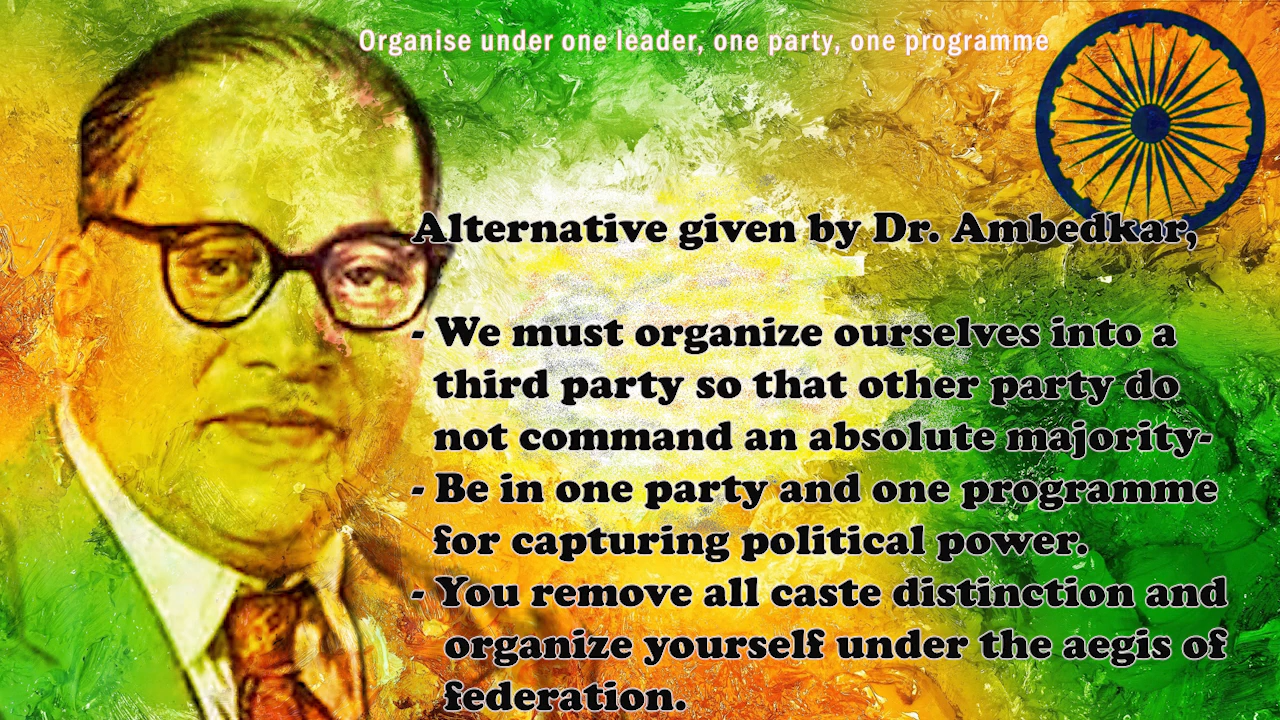 Organise under one leader, one party, one programme
Alternative given by Dr. Ambedkar,
- We must organize ourselves into a
third party so that other party do
not command an absolute majority-
- Be in one party and one programme
for capturing political power.
- You remove all caste distinction and
organize yourself under the aegis of
federation.